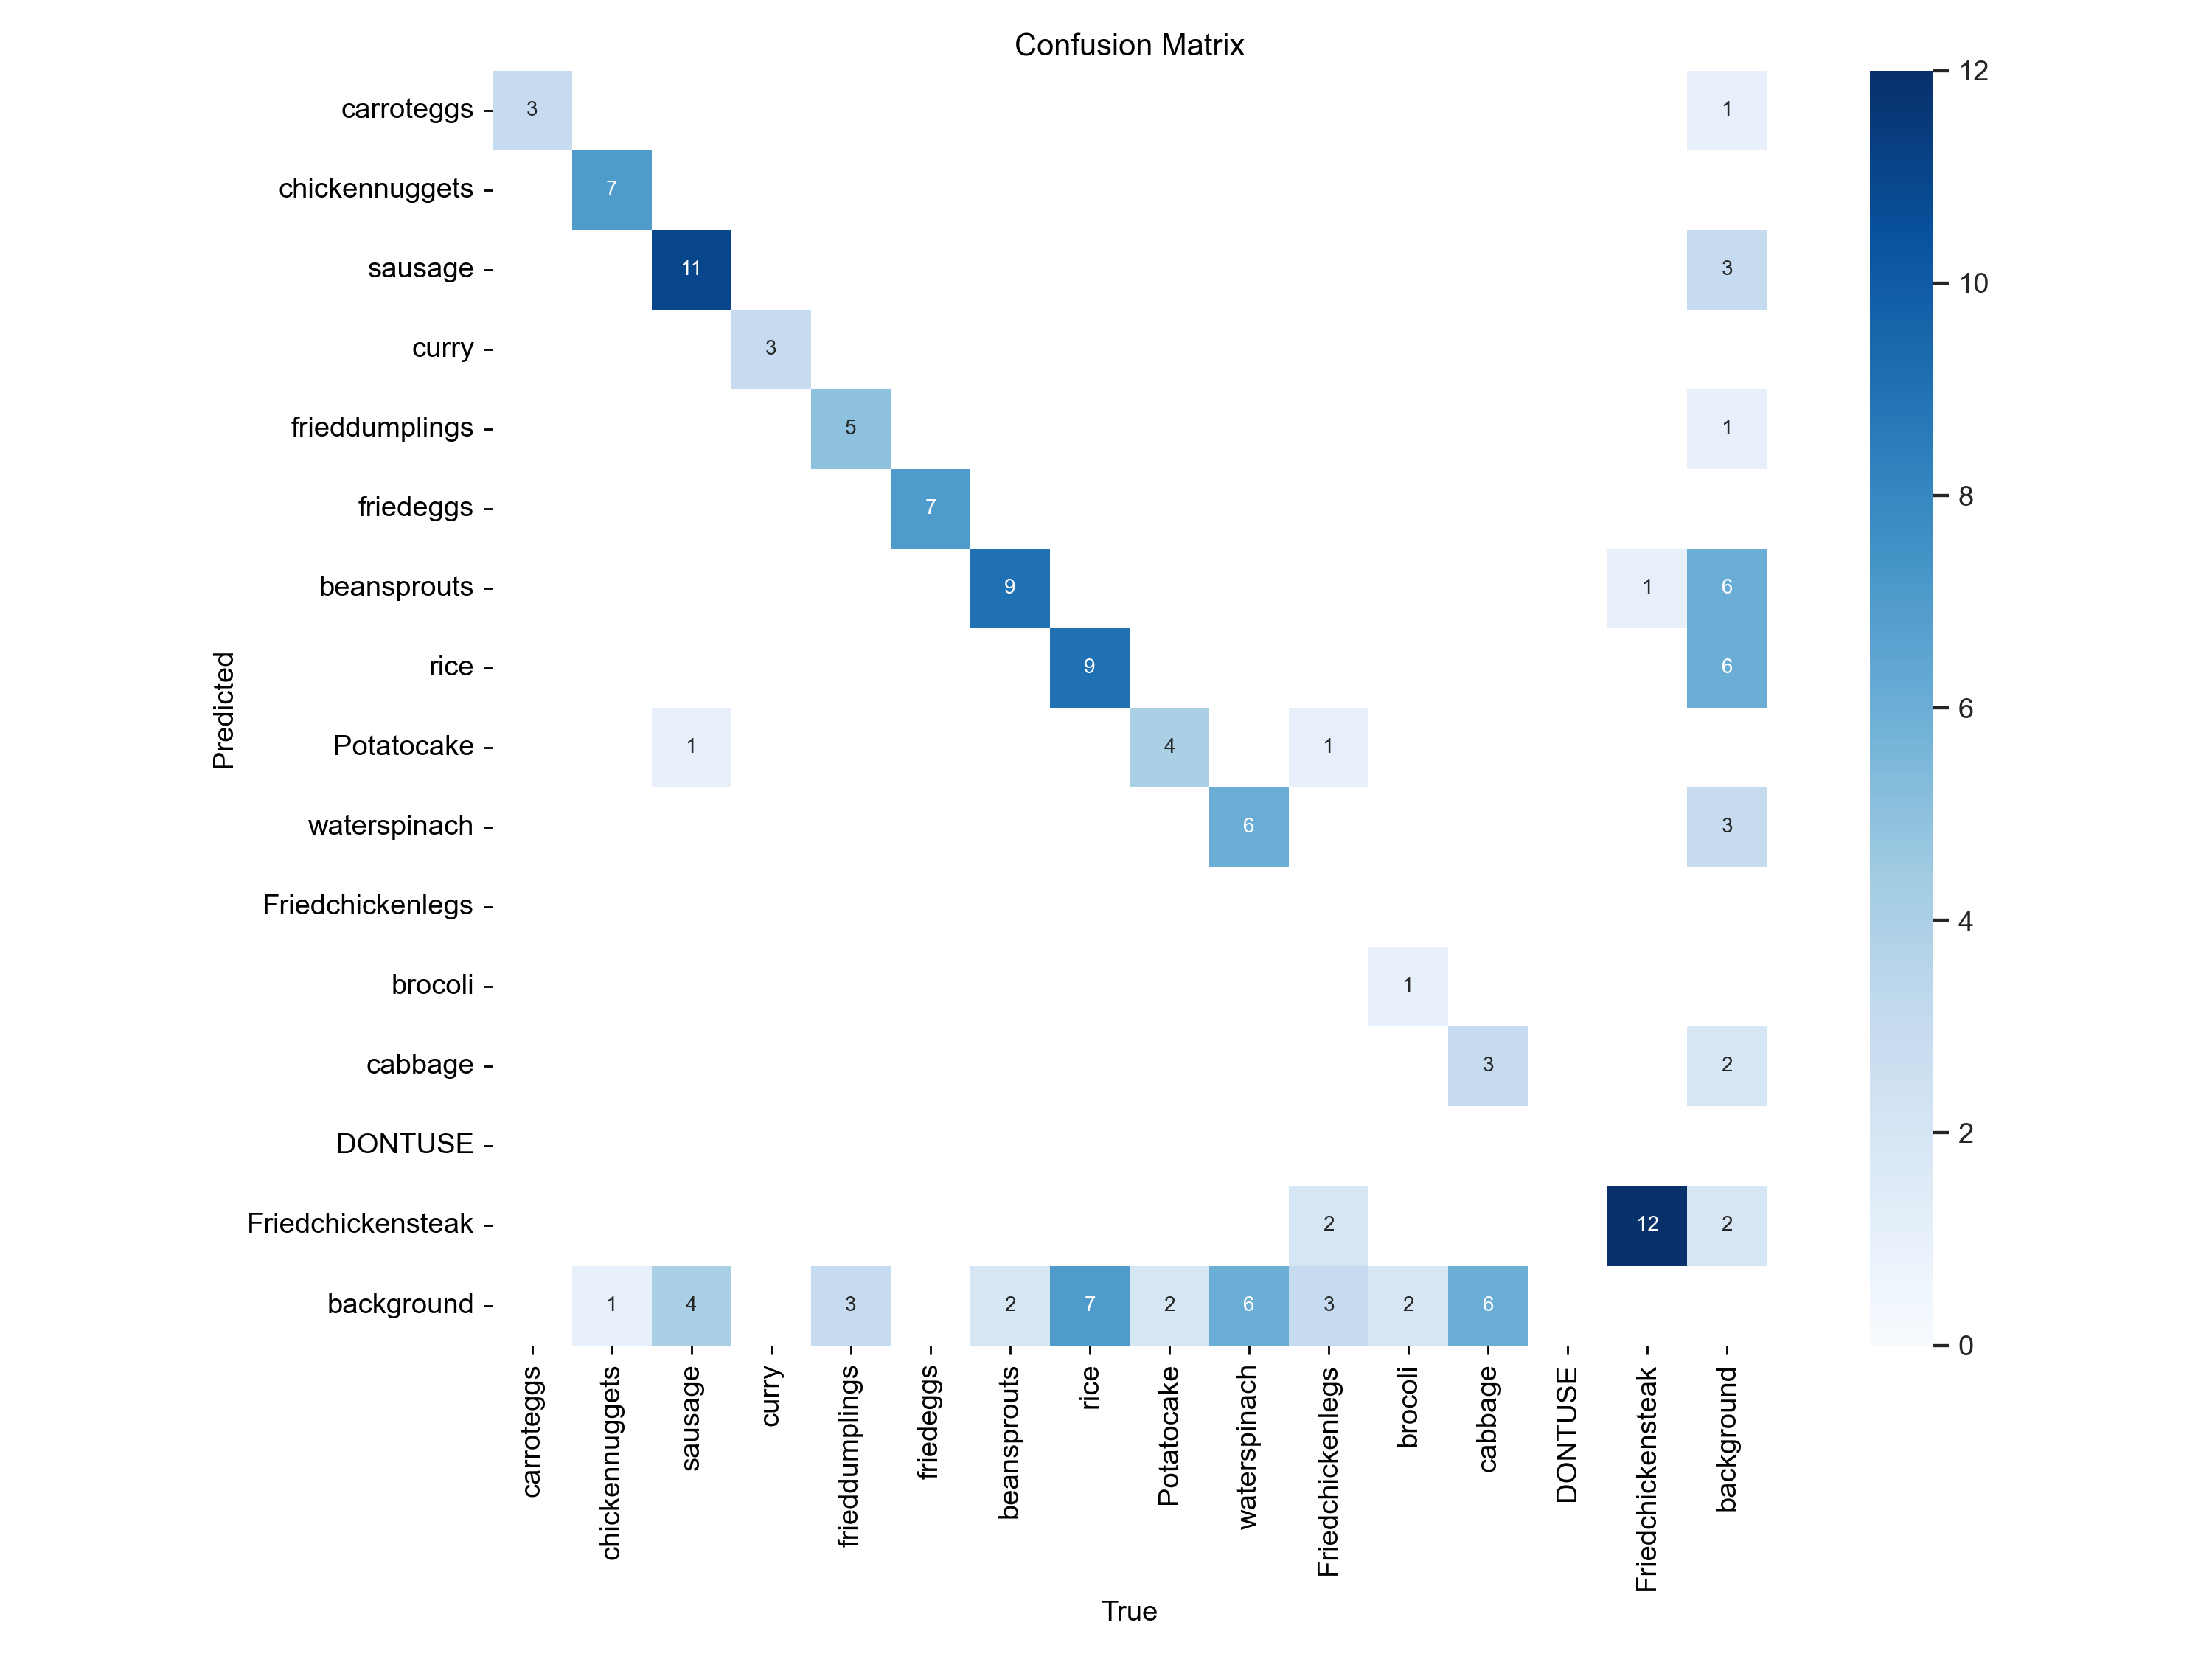 Confusion Matrix
carroteggs 3 1
chickennuggets 7
sausage 11 3
curry 3
frieddumplings 5 1
friedeggs 7
beansprouts 9 1 6
rice 9 6
Potatocake 1 4 1
waterspinach 6 3
Friedchickenlegs
brocoli 1
cabbage 3 2
DONTUSE
Friedchickensteak 2 12 2
background 1 4 3 2 7 2 6 3 2 6
Predicted
carroteggs
chickennuggets
sausage
curry
frieddumplings
friedeggs
beansprouts
rice
Potatocake
waterspinach
Friedchickenlegs
brocoli
cabbage
DONTUSE
Friedchickensteak
background
True
12
10
8
6
4
2
0